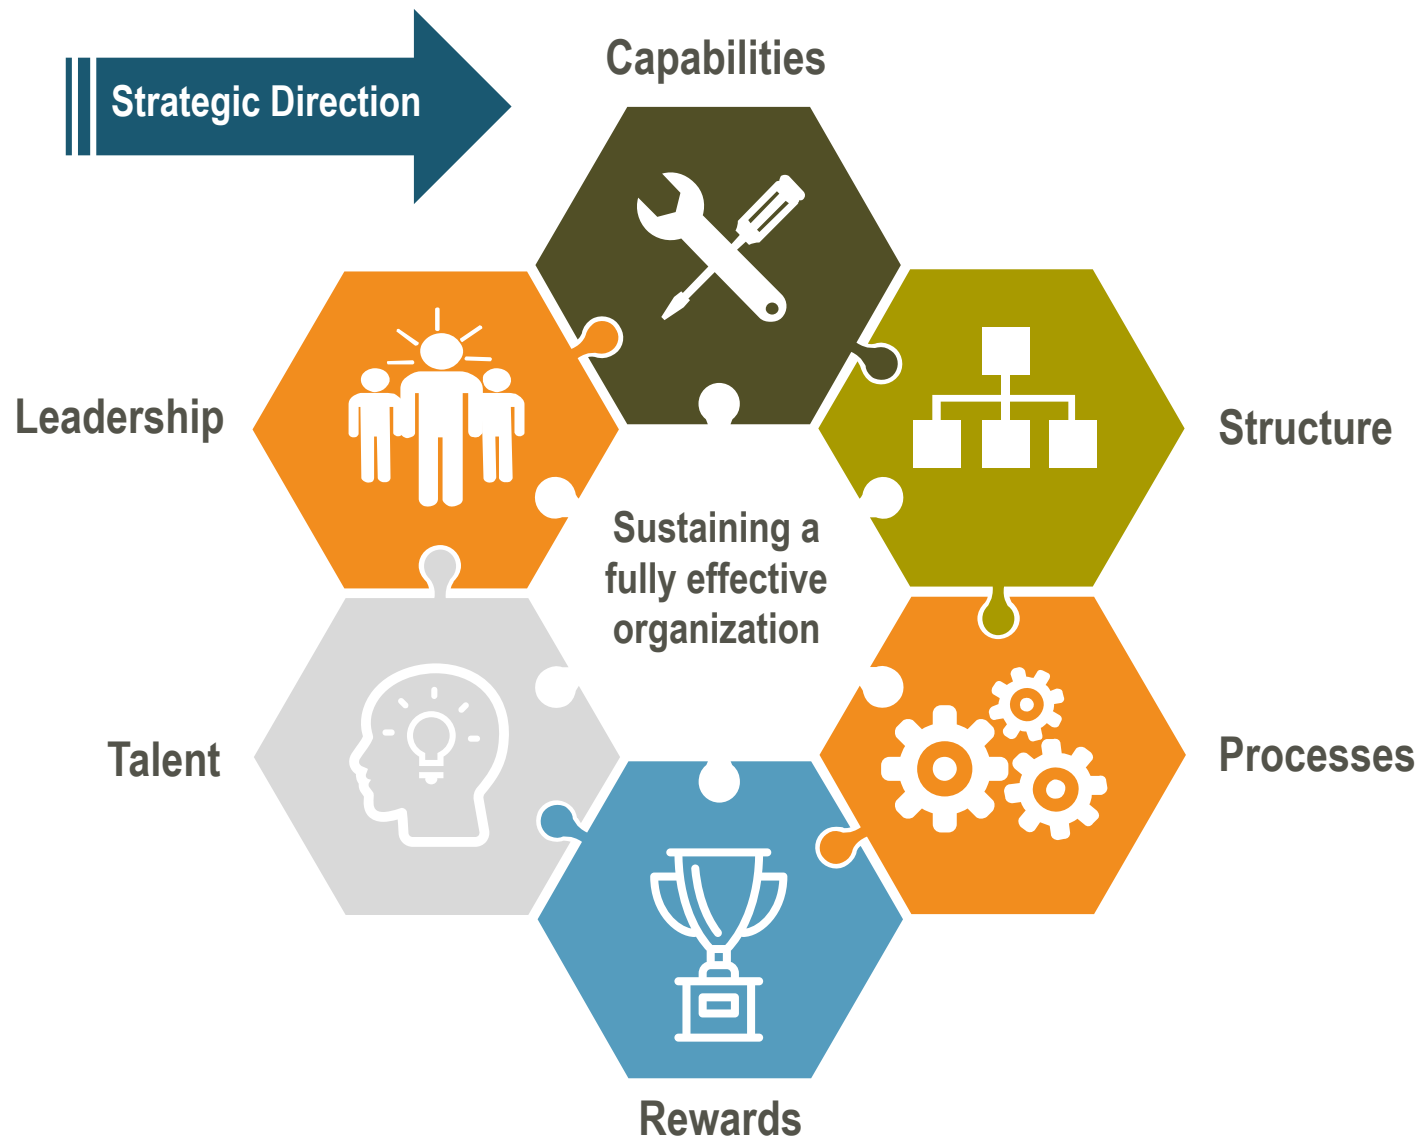 Strategic Direction
Capabilities
Leadership
Structure
Sustaining a
fully effective
organization
Talent
Processes
Rewards